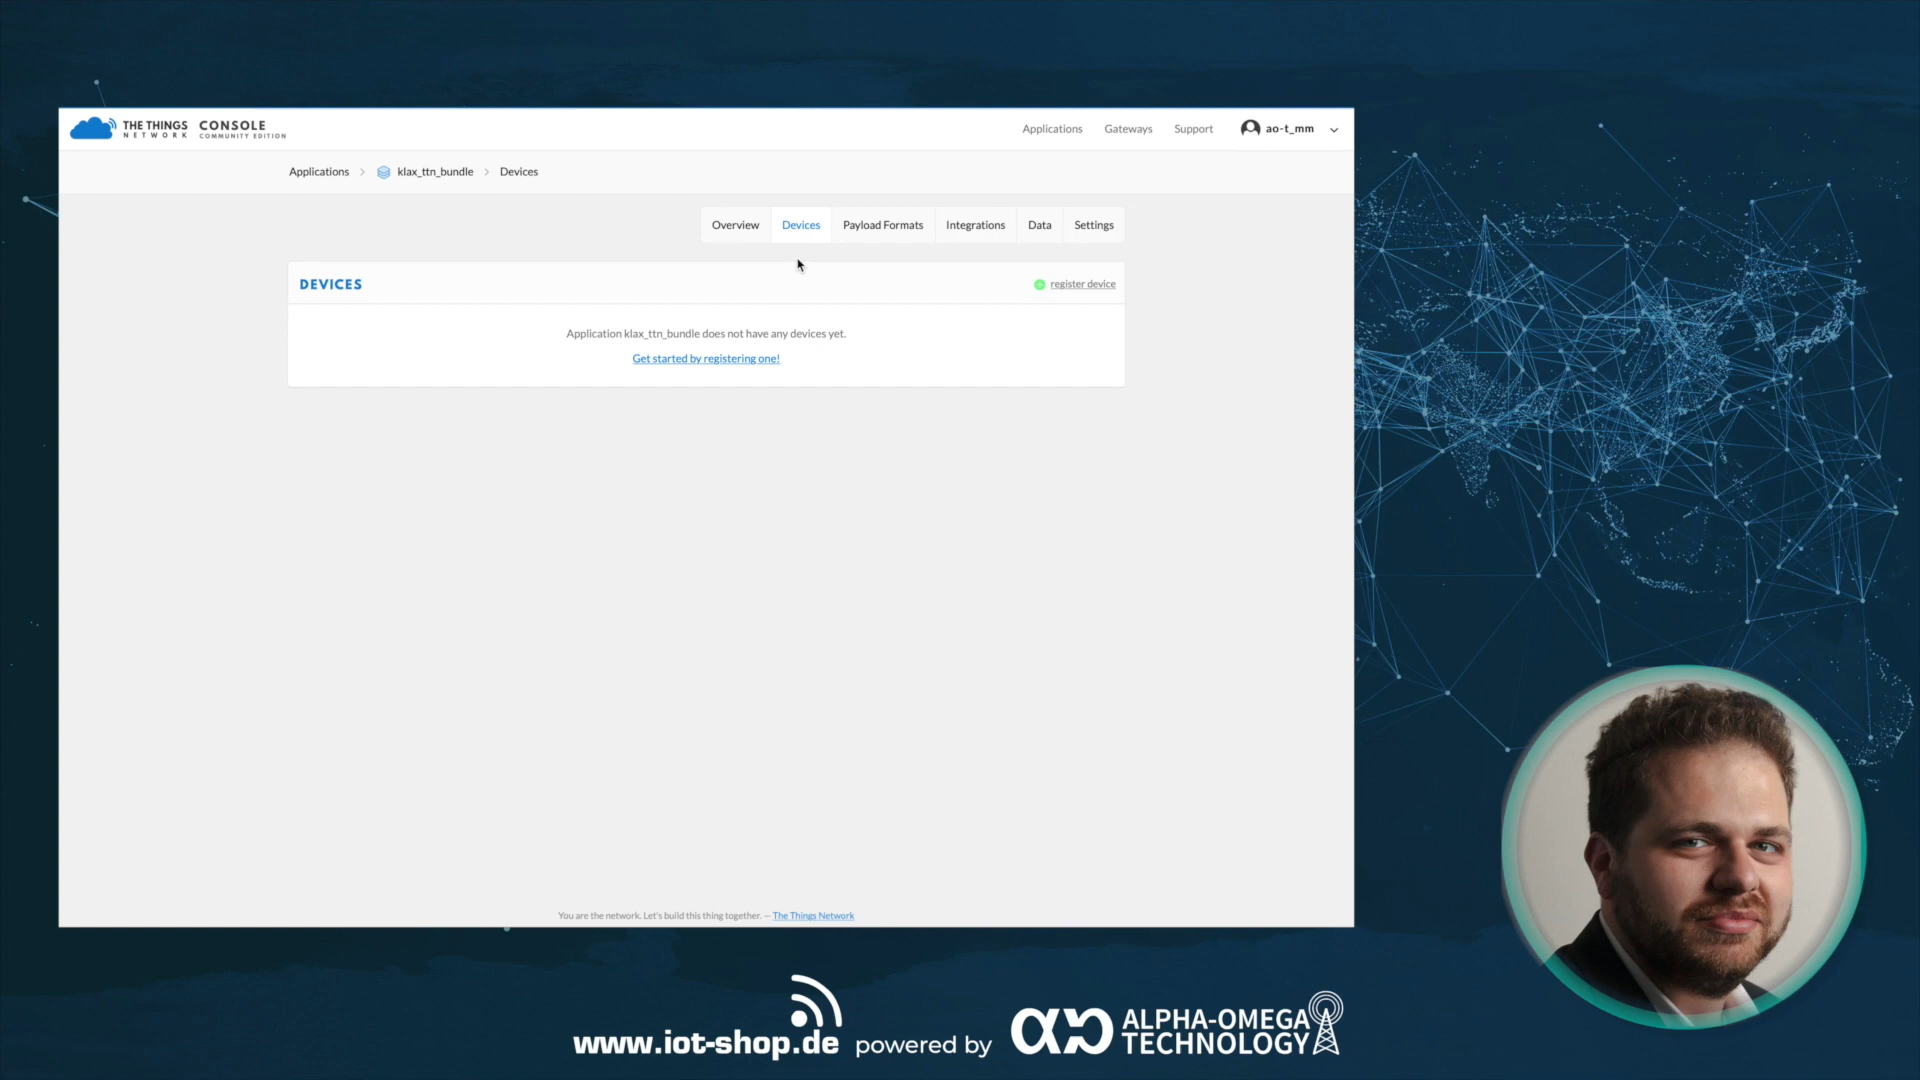 THE THINGS
NETWORK
CONSOLE
COMMUNITY EDITION
Applications
Gateways
Support
ao-t_mm
Applications
klax_ttn_bundle
Devices
Overview
Devices
Payload Formats
Integrations
Data
Settings
DEVICES
register device
Application klax_ttn_bundle does not have any devices yet.
Get started by registering one!
You are the network. Let's build this thing together. — The Things Network
www.iot-shop.de
powered by
ALPHA-OMEGA
TECHNOLOGY